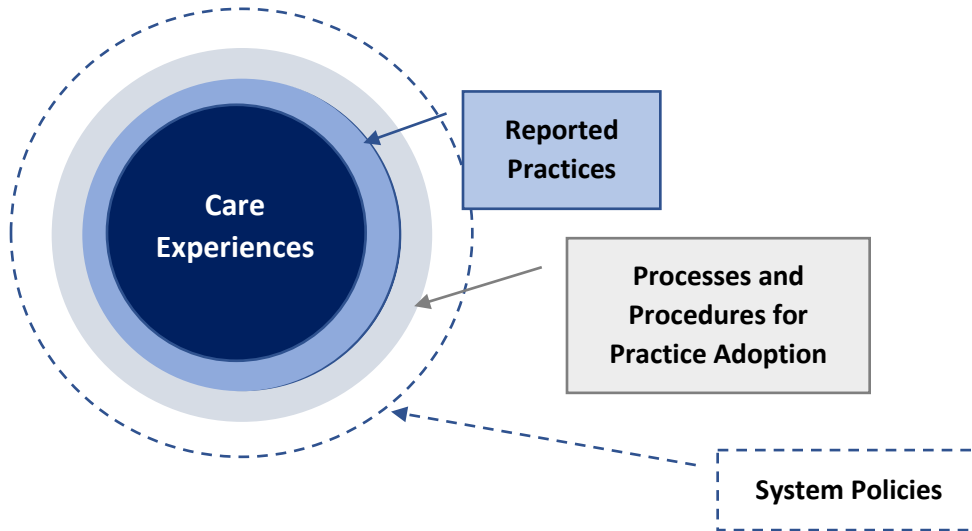 Care
Experiences
Reported
Practices
Processes and
Procedures for
Practice Adoption
System Policies